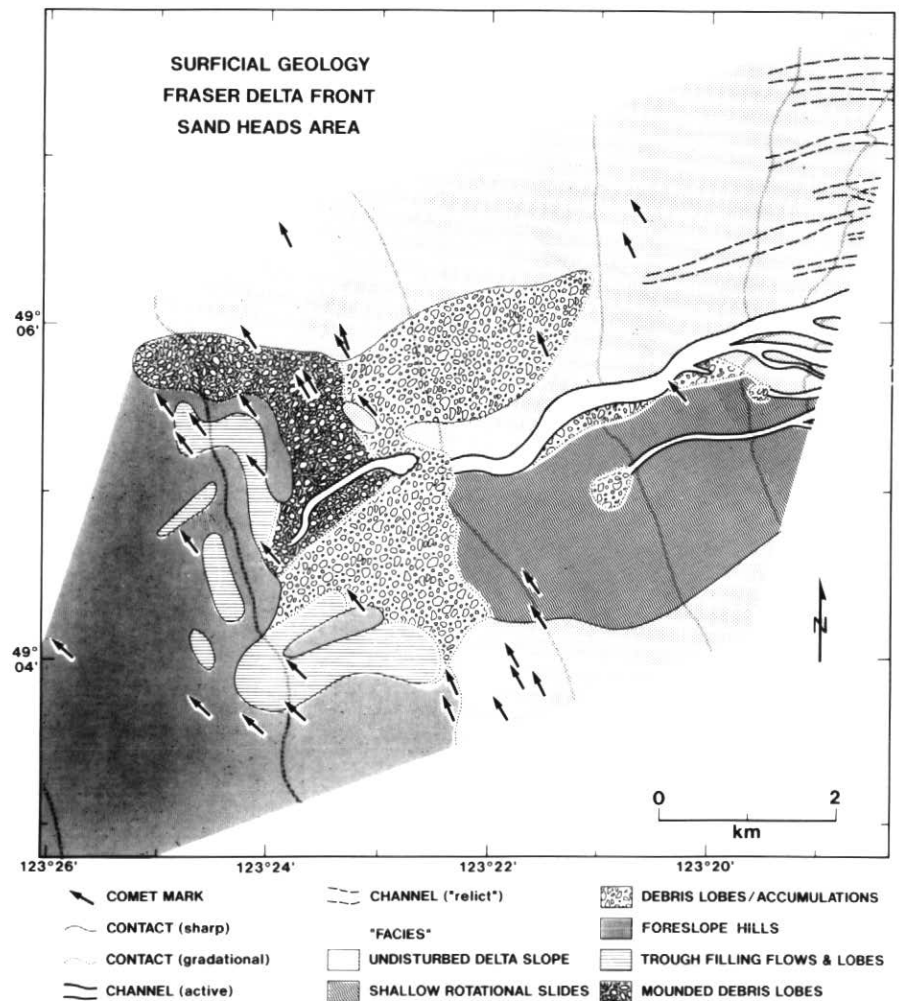 SURFICIAL GEOLOGY
FRASER DELTA FRONT
SAND HEADS AREA
49°
06'
49°
04'
N
0 2
km
123°26' 123°24' 123°22' 123°20'
COMET MARK
CONTACT (sharp)
CONTACT (gradational)
CHANNEL (active)
CHANNEL ("relict")
"FACIES"
UNDISTURBED DELTA SLOPE
SHALLOW ROTATIONAL SLIDES
DEBRIS LOBES/ACCUMULATIONS
FORESLOPE HILLS
TROUGH FILLING FLOWS & LOBES
MOUNDED DEBRIS LOBES